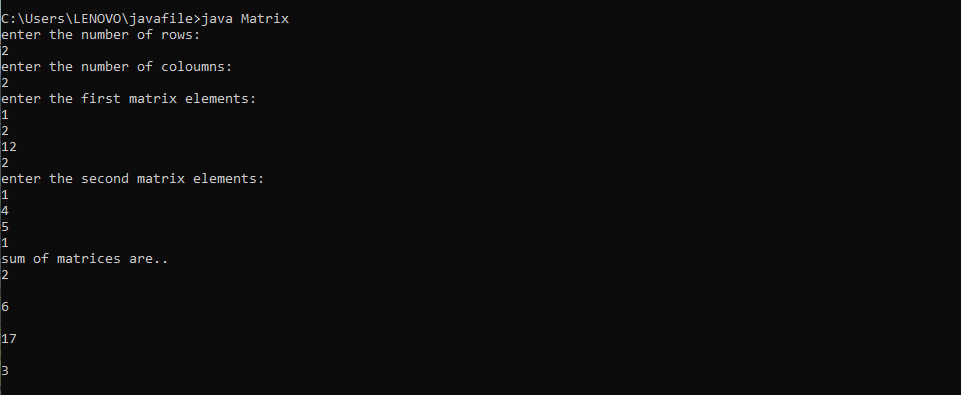 C:\Users\LENOVO\javafile>java Matrix
enter the number of rows:
2
enter the number of coloumns:
2
enter the first matrix elements:
1
2
12
2
enter the second matrix elements:
1
4
5
1
sum of matrices are..
2
6
17
3